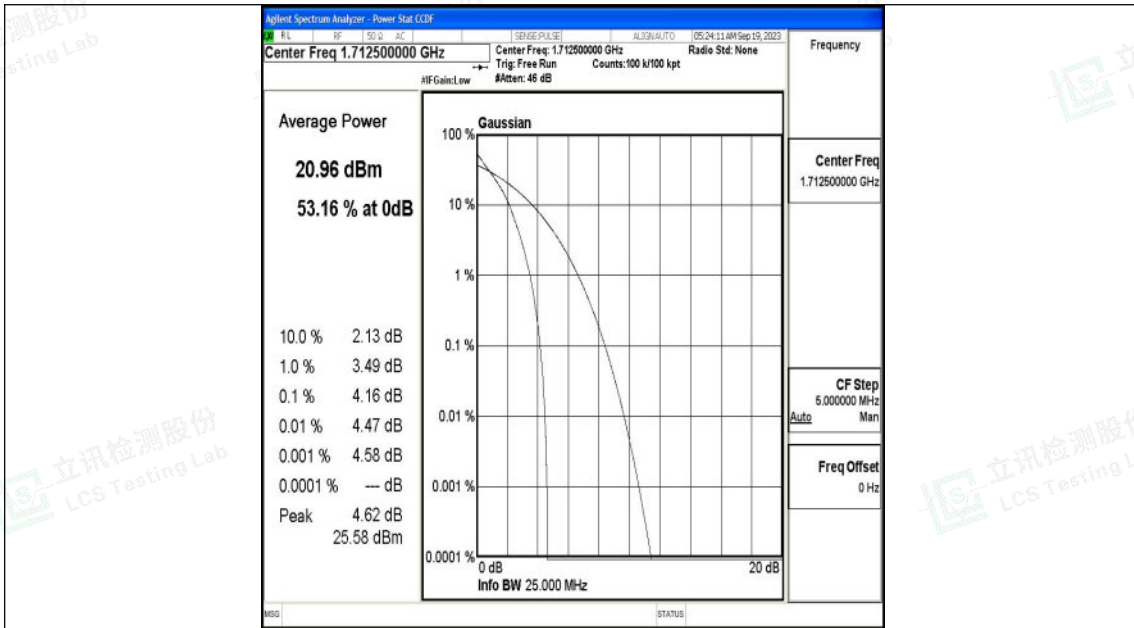 Agilent Spectrum Analyzer - Power Stat CCDF
RL RF 50 Ω AC SENSE:PULSE ALIGNAUTO 05:24:11 AM Sep 19, 2023
Center Freq 1.712500000 GHz
Center Freq: 1.712500000 GHz
Radio Std: None
Trig: Free Run Counts:100 k/100 kpt
#IFGain:Low #Atten: 46 dB
Frequency
Average Power
20.96 dBm
53.16 % at 0dB
10.0 % 2.13 dB
1.0 % 3.49 dB
0.1 % 4.16 dB
0.01 % 4.47 dB
0.001 % 4.58 dB
0.0001 % --- dB
Peak 4.62 dB
25.58 dBm
Gaussian
100 %
10 %
1 %
0.1 %
0.01 %
0.001 %
0.0001 %
0 dB 20 dB
Info BW 25.000 MHz
Center Freq
1.712500000 GHz
CF Step
5.000000 MHz
Auto Man
Freq Offset
0 Hz
MSG STATUS
立讯检测股份
LCS Testing Lab
立讯检测股份